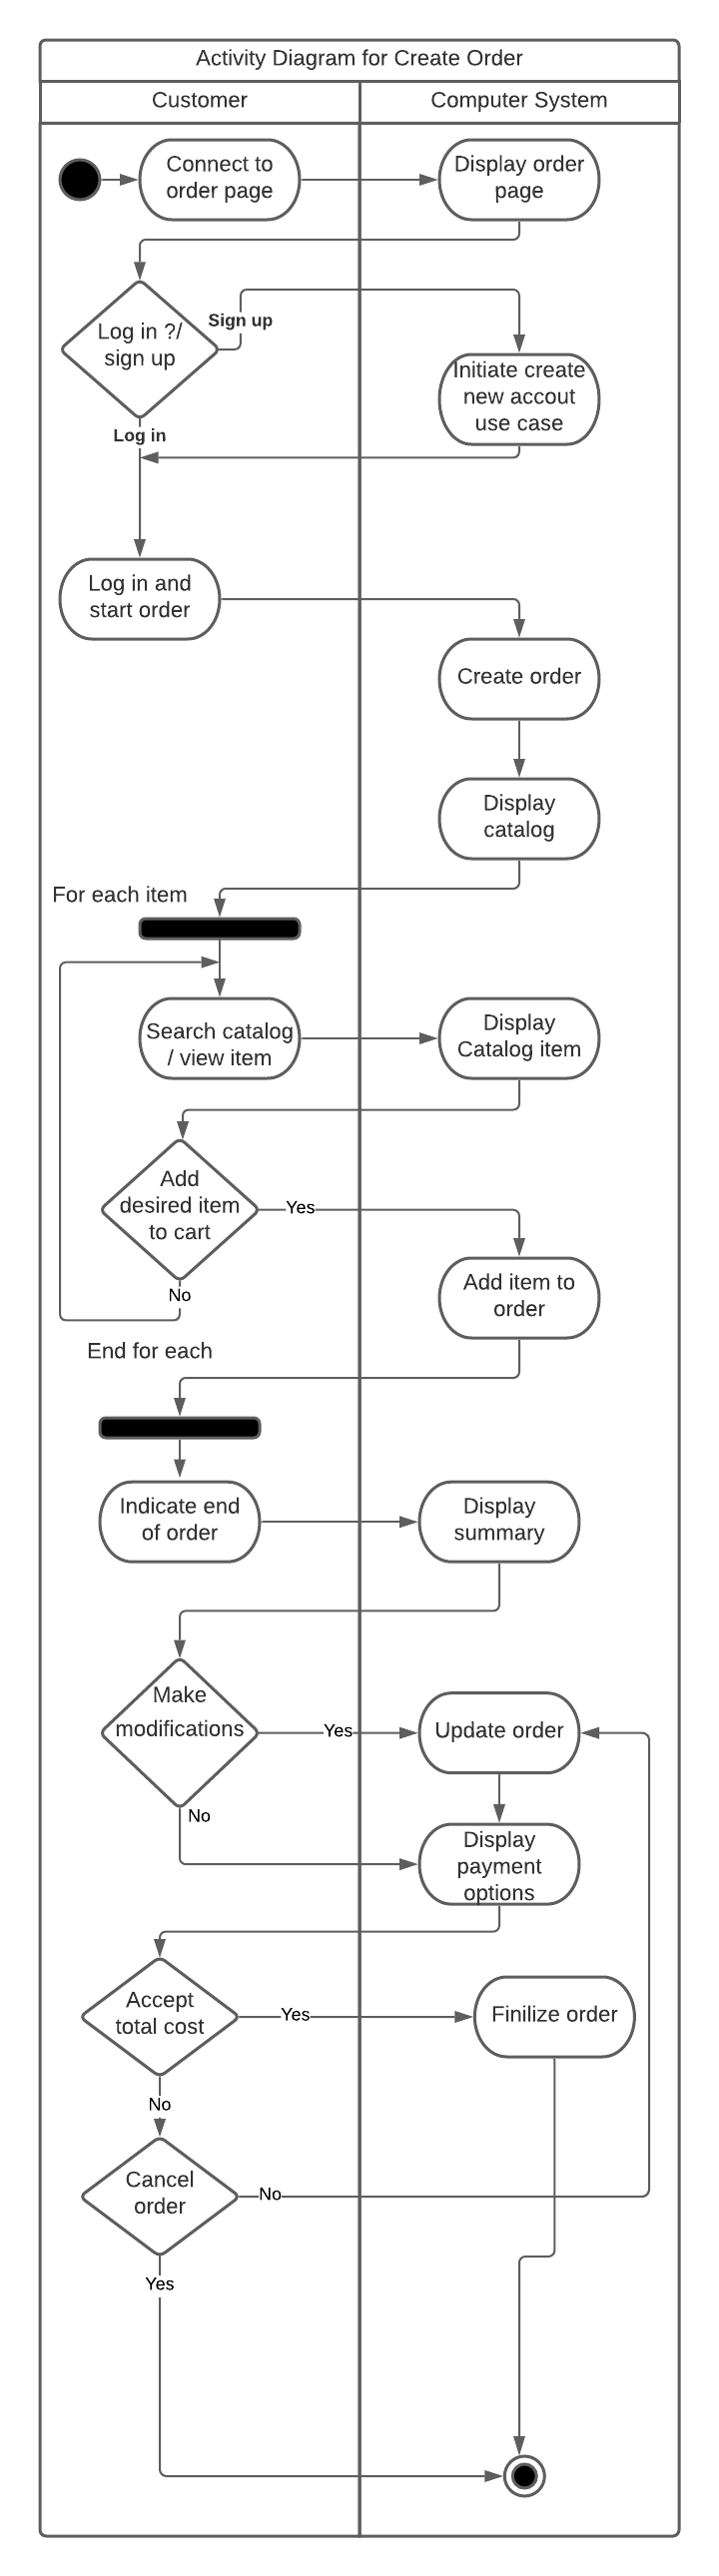 Activity Diagram for Create Order
Customer
Computer System
Connect to
order page
Display order
page
Log in ?/
sign up
Sign up
Initiate create
new accout
use case
Log in
Log in and
start order
Create order
Display
catalog
For each item
Search catalog
/ view item
Display
Catalog item
Add
desired item
to cart
Yes
Add item to
order
No
End for each
Indicate end
of order
Display
summary
Make
modifications
Yes
Update order
No
Display
payment
options
Accept
total cost
Yes
Finilize order
No
Cancel
order
No
Yes